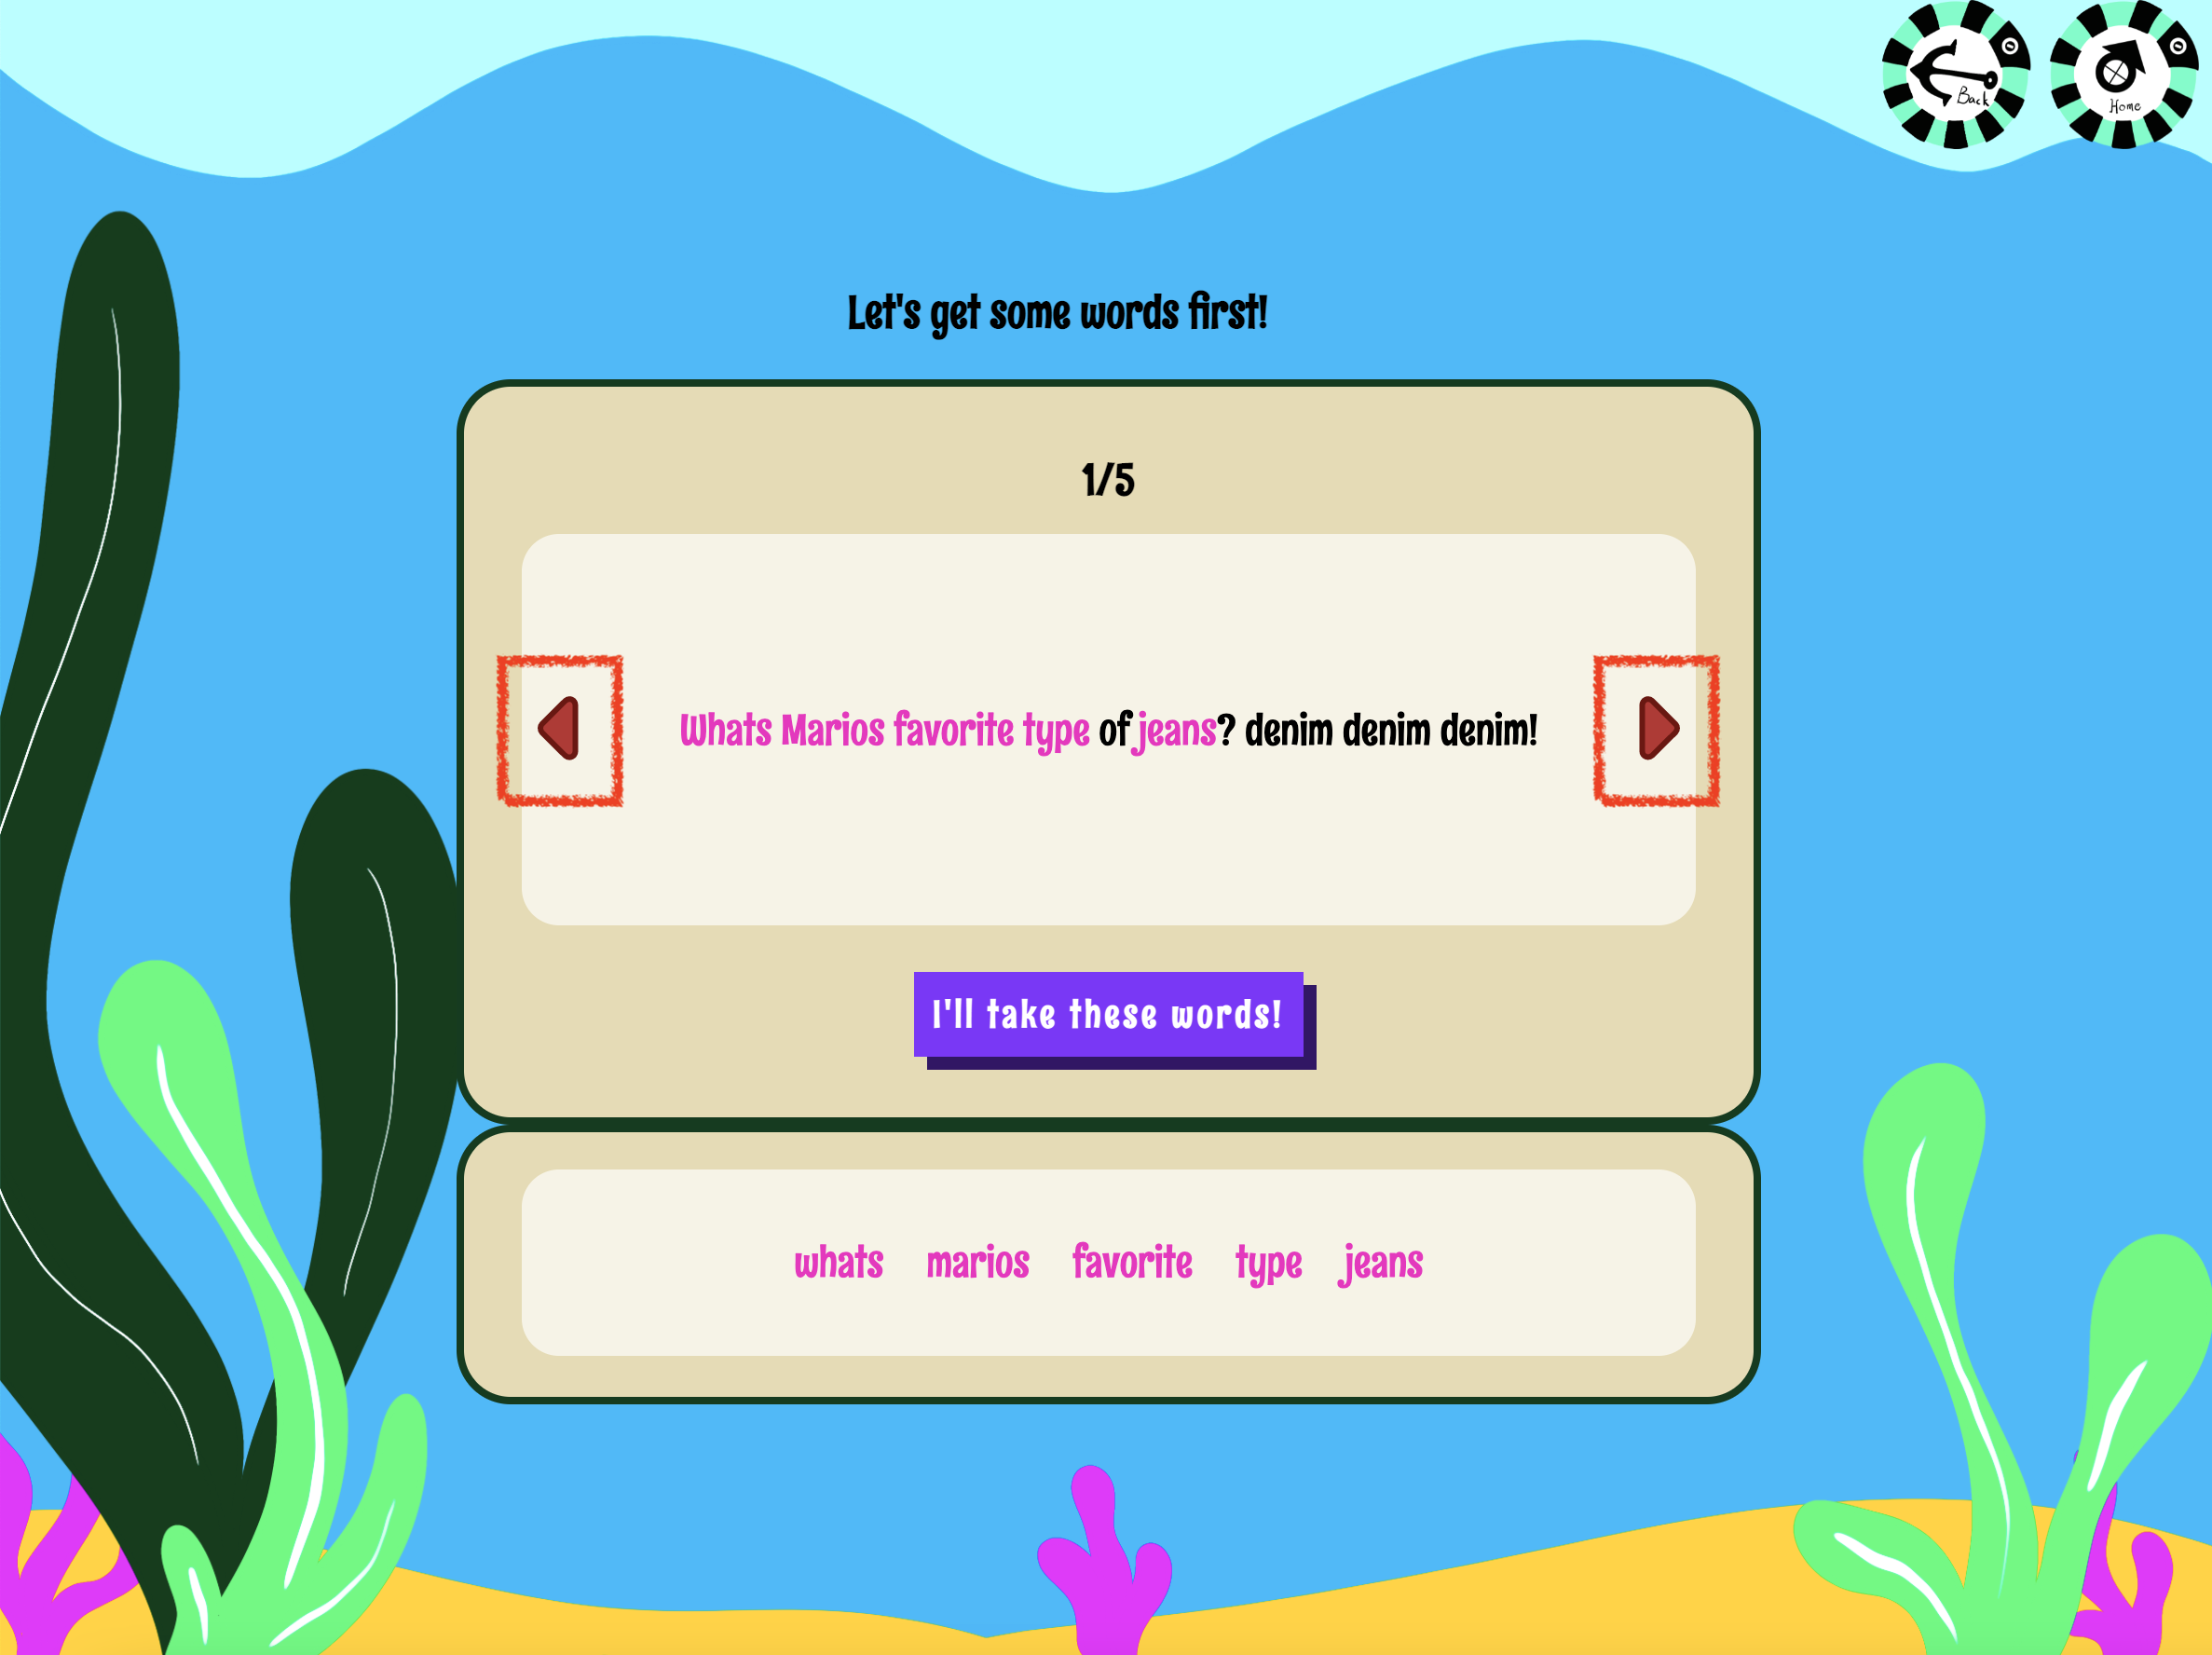 Back
Home
Let's get some words first!
1/5
Whats Marios favorite type of jeans? denim denim denim!
I'll take these words!
whats marios favorite type jeans